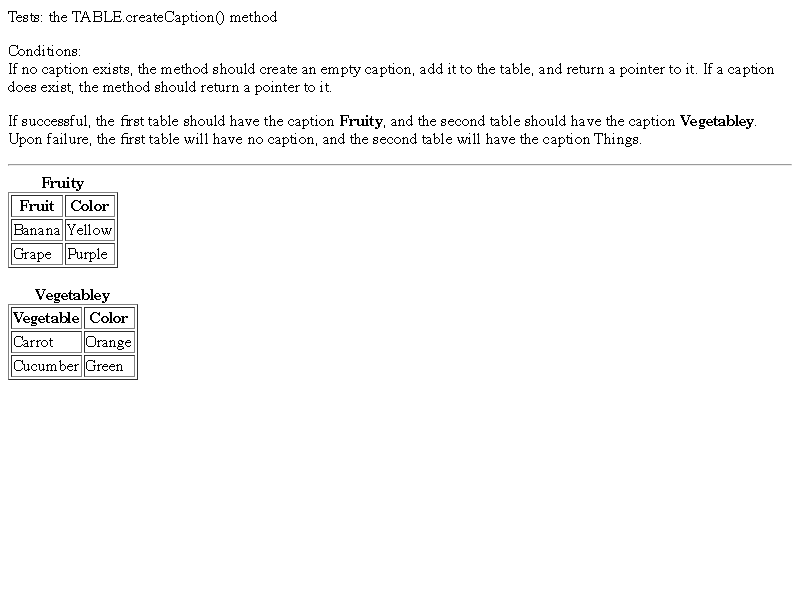 Tests: the TABLE.createCaption() method
Conditions:
If no caption exists, the method should create an empty caption, add it to the table, and return a pointer to it. If a caption
does exist, the method should return a pointer to it.
If successful, the first table should have the caption Fruity, and the second table should have the caption Vegetabley.
Upon failure, the first table will have no caption, and the second table will have the caption Things.
Fruity
Fruit Color
Banana Yellow
Grape Purple
Vegetabley
Vegetable Color
Carrot Orange
Cucumber Green